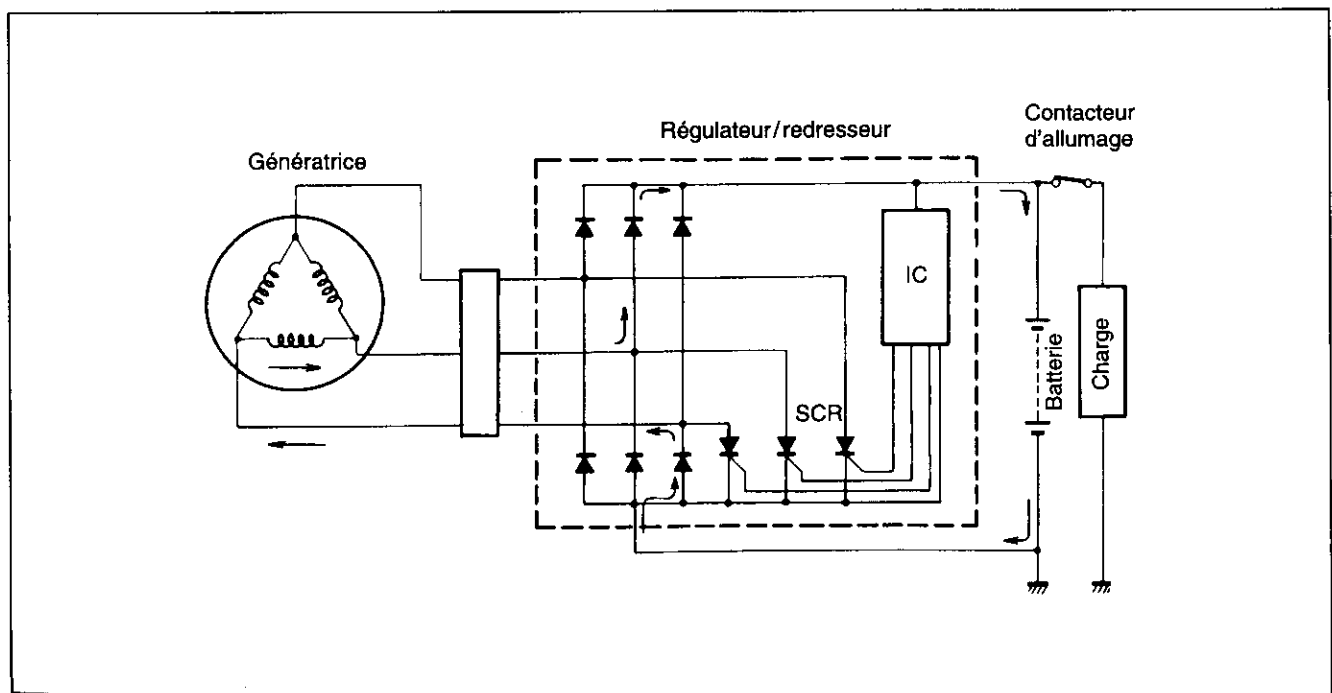 Génératrice
Régulateur/redresseur
Contacteur
d'allumage
IC
SCR
Batterie
Charge